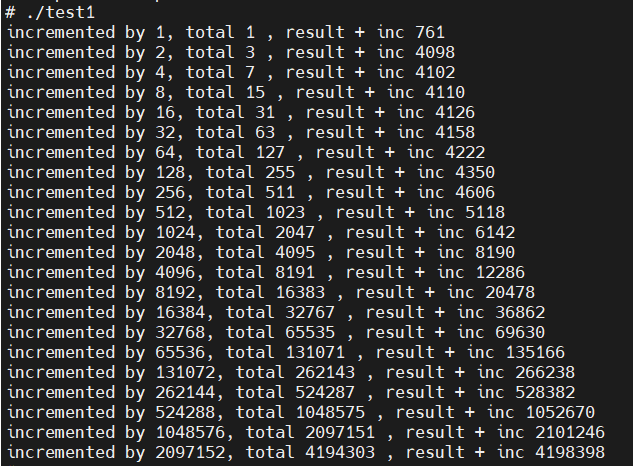 # ./test1
incremented by 1, total 1 , result + inc 761
incremented by 2, total 3 , result + inc 4098
incremented by 4, total 7 , result + inc 4102
incremented by 8, total 15 , result + inc 4110
incremented by 16, total 31 , result + inc 4126
incremented by 32, total 63 , result + inc 4158
incremented by 64, total 127 , result + inc 4222
incremented by 128, total 255 , result + inc 4350
incremented by 256, total 511 , result + inc 4606
incremented by 512, total 1023 , result + inc 5118
incremented by 1024, total 2047 , result + inc 6142
incremented by 2048, total 4095 , result + inc 8190
incremented by 4096, total 8191 , result + inc 12286
incremented by 8192, total 16383 , result + inc 20478
incremented by 16384, total 32767 , result + inc 36862
incremented by 32768, total 65535 , result + inc 69630
incremented by 65536, total 131071 , result + inc 135166
incremented by 131072, total 262143 , result + inc 266238
incremented by 262144, total 524287 , result + inc 528382
incremented by 524288, total 1048575 , result + inc 1052670
incremented by 1048576, total 2097151 , result + inc 2101246
incremented by 2097152, total 4194303 , result + inc 4198398